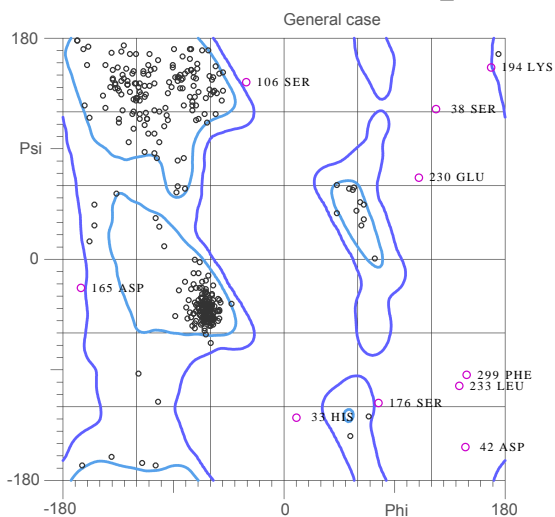 General case
180
194 LYS
106 SER
38 SER
Psi
230 GLU
0
165 ASP
299 PHE
233 LEU
176 SER
33 HIS
42 ASP
-180
-180
0
Phi
180